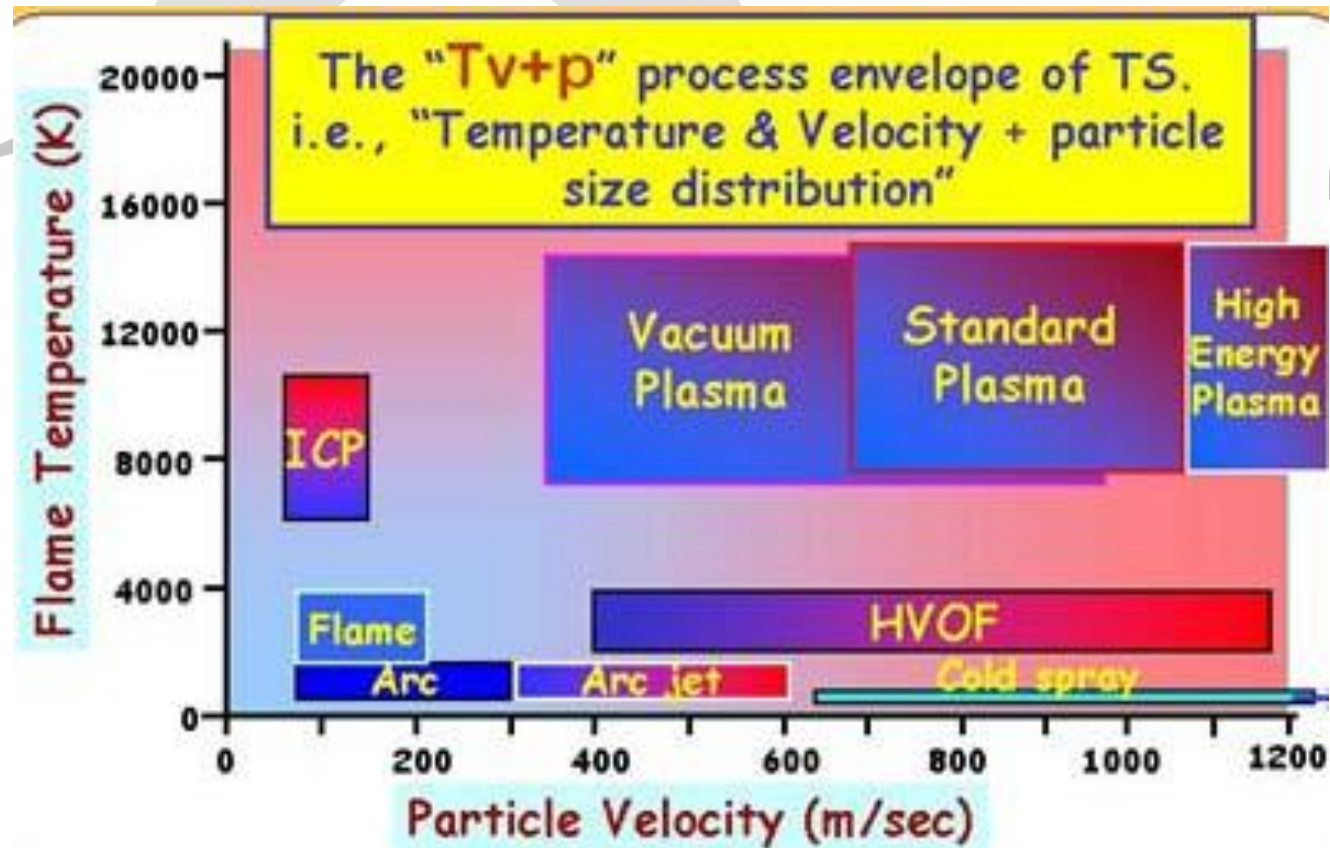 The “Tv+p” process envelope of TS.
i.e., “Temperature & Velocity + particle
size distribution”
Flame Temperature (K)
20000
16000
12000
8000
4000
0
Vacuum
Plasma
Standard
Plasma
High
Energy
Plasma
ICP
Flame
HVOF
Arc
Arc jet
Cold spray
0 200 400 600 800 1000 1200
Particle Velocity (m/sec)